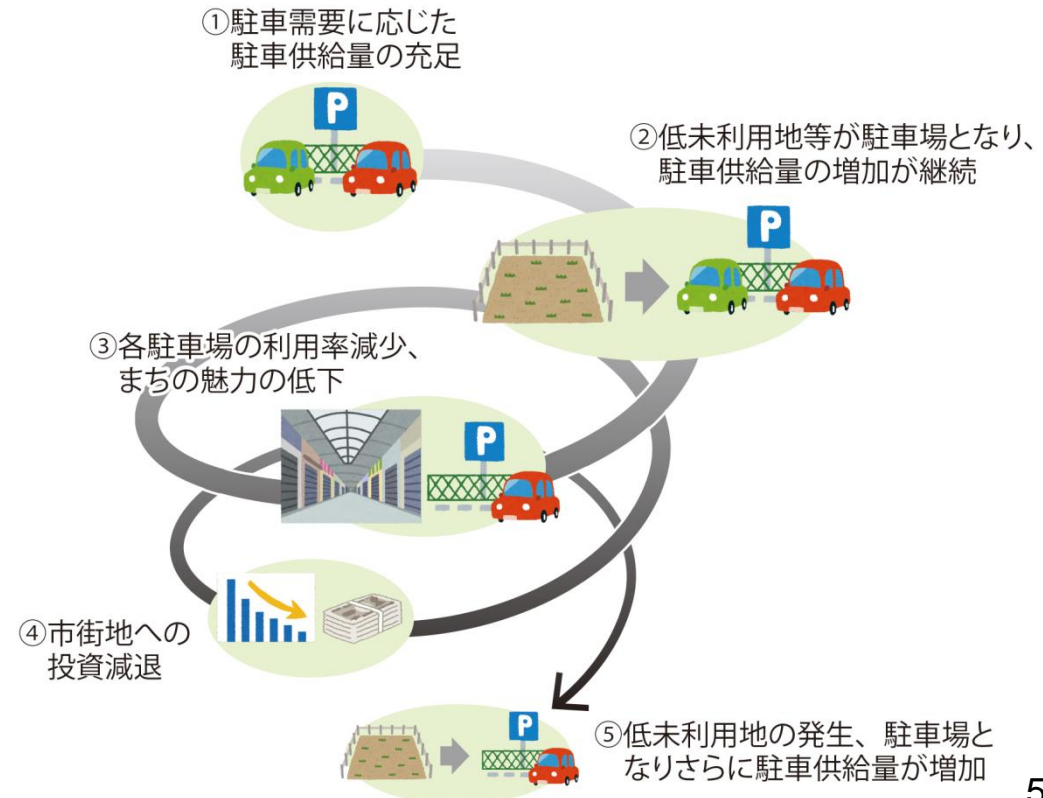 ①駐車需要に応じた
駐車供給量の充足
P
②低未利用地等が駐車場となり、
駐車供給量の増加が継続
P
③各駐車場の利用率減少、
まちの魅力の低下
P
④市街地への
投資減退
P
⑤低未利用地の発生、駐車場と
なりさらに駐車供給量が増加
5